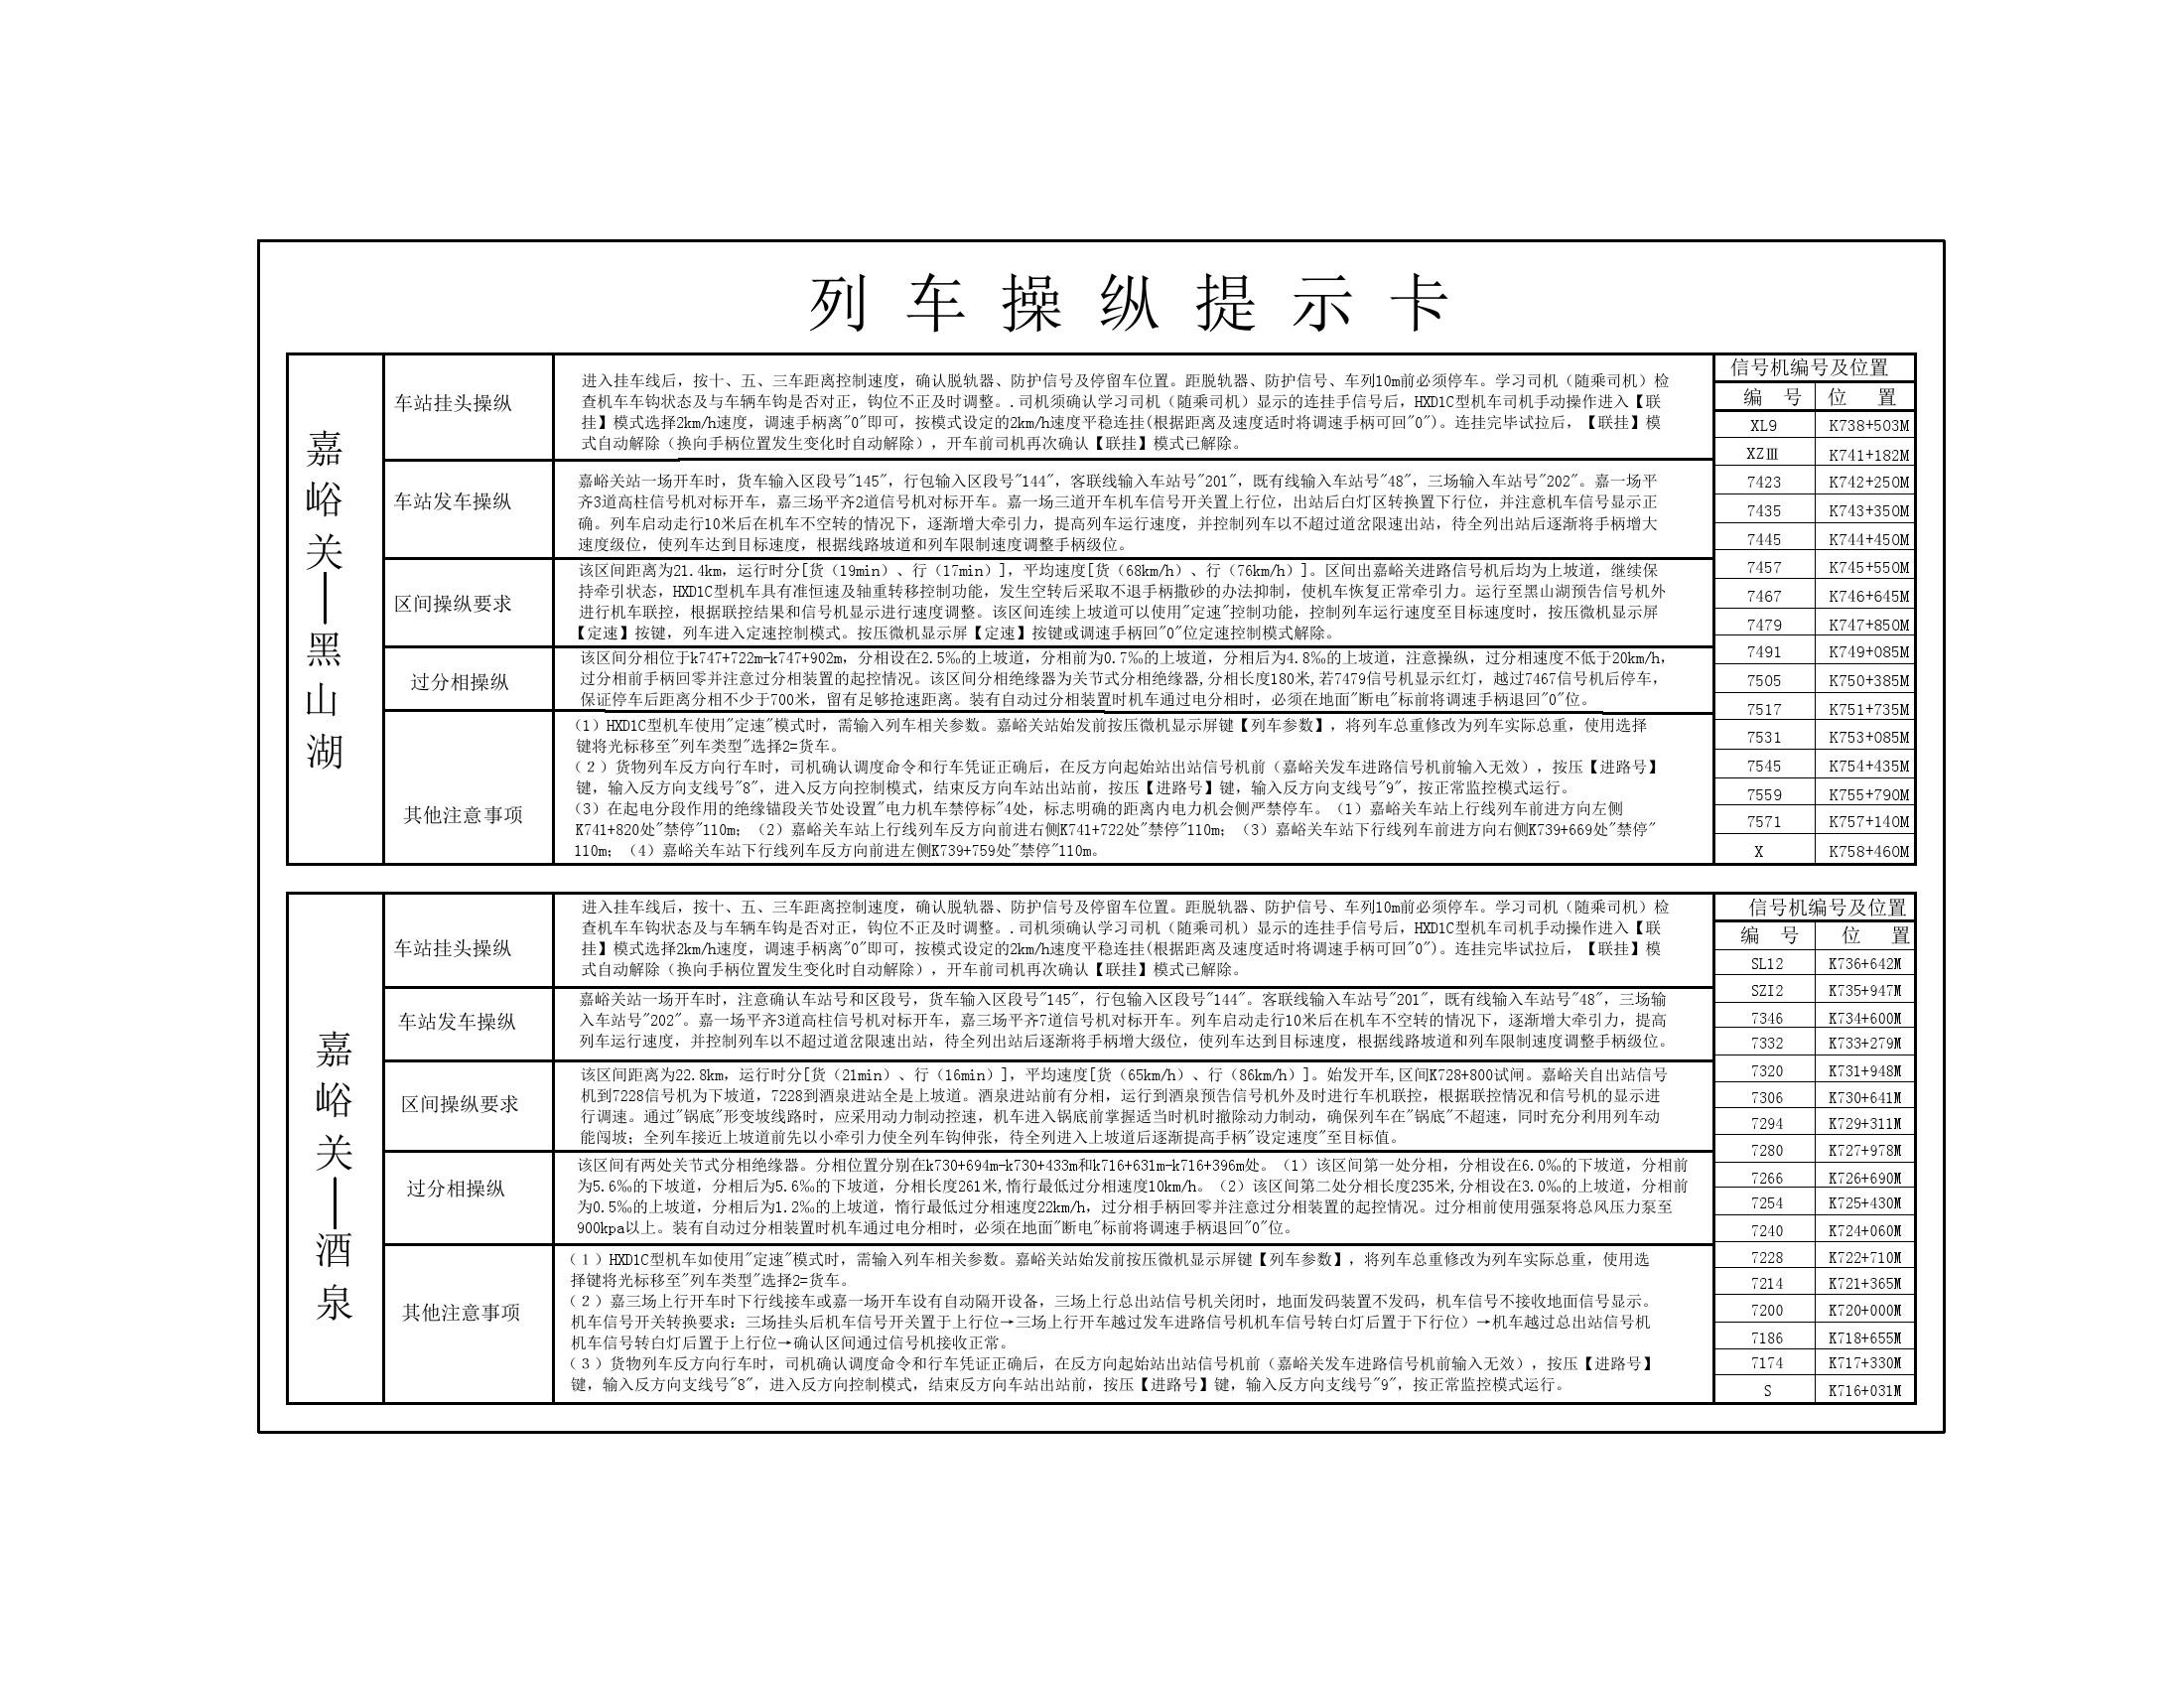 列车操纵提示卡
嘉峪关—黑山湖
车站挂头操纵
进入挂车线后，按十、五、三车距离控制速度，确认脱轨器、防护信号及停留车位置。距脱轨器、防护信号、车列10m前必须停车。学习司机（随乘司机）检
查机车车钩状态及与车辆车钩是否对正，钩位不正及时调整。.司机须确认学习司机（随乘司机）显示的连挂手信号后，HXD1C型机车司机手动操作进入【联
挂】模式选择2km/h速度，调速手柄离"0"即可，按模式设定的2km/h速度平稳连挂(根据距离及速度适时将调速手柄可回"0")。连挂完毕试拉后，【联挂】模
式自动解除（换向手柄位置发生变化时自动解除），开车前司机再次确认【联挂】模式已解除。
车站发车操纵
嘉峪关站一场开车时，货车输入区段号"145"，行包输入区段号"144"，客联线输入车站号"201"，既有线输入车站号"48"，三场输入车站号"202"。嘉一场平
齐3道高柱信号机对标开车，嘉三场平齐2道信号机对标开车。嘉一场三道开车机车信号开关置上行位，出站后白灯区转换置下行位，并注意机车信号显示正
确。列车启动走行10米后在机车不空转的情况下，逐渐增大牵引力，提高列车运行速度，并控制列车以不超过道岔限速出站，待全列出站后逐渐将手柄增大
速度级位，使列车达到目标速度，根据线路坡道和列车限制速度调整手柄级位。
区间操纵要求
该区间距离为21.4km，运行时分[货（19min）、行（17min）]，平均速度[货（68km/h）、行（76km/h）]。区间出嘉峪关进路信号机后均为上坡道，继续保
持牵引状态，HXD1C型机车具有准恒速及轴重转移控制功能，发生空转后采取不退手柄撒砂的办法抑制，使机车恢复正常牵引力。运行至黑山湖预告信号机外
进行机车联控，根据联控结果和信号机显示进行速度调整。该区间连续上坡道可以使用"定速"控制功能，控制列车运行速度至目标速度时，按压微机显示屏
【定速】按键，列车进入定速控制模式。按压微机显示屏【定速】按键或调速手柄回"0"位定速控制模式解除。
过分相操纵
该区间分相位于k747+722m-k747+902m，分相设在2.5‰的上坡道，分相前为0.7‰的上坡道，分相后为4.8‰的上坡道，注意操纵，过分相速度不低于20km/h，
过分相前手柄回零并注意过分相装置的起控情况。该区间分相绝缘器为关节式分相绝缘器,分相长度180米,若7479信号机显示红灯，越过7467信号机后停车，
保证停车后距离分相不少于700米，留有足够抢速距离。装有自动过分相装置时机车通过电分相时，必须在地面"断电"标前将调速手柄退回"0"位。
其他注意事项
（1）HXD1C型机车使用"定速"模式时，需输入列车相关参数。嘉峪关站始发前按压微机显示屏键【列车参数】，将列车总重修改为列车实际总重，使用选择
键将光标移至"列车类型"选择2=货车。
（2）货物列车反方向行车时，司机确认调度命令和行车凭证正确后，在反方向起始站出站信号机前（嘉峪关发车进路信号机前输入无效），按压【进路号】
键，输入反方向支线号"8"，进入反方向控制模式，结束反方向车站出站前，按压【进路号】键，输入反方向支线号"9"，按正常监控模式运行。
（3）在起电分段作用的绝缘锚段关节处设置"电力机车禁停标"4处，标志明确的距离内电力机会侧严禁停车。（1）嘉峪关车站上行线列车前进方向左侧
K741+820处"禁停"110m；（2）嘉峪关车站上行线列车反方向前进右侧K741+722处"禁停"110m；（3）嘉峪关车站下行线列车前进方向右侧K739+669处"禁停"
110m；（4）嘉峪关车站下行线列车反方向前进左侧K739+759处"禁停"110m。
信号机编号及位置
编 号 位 置
XL9 K738+503M
XZⅢ K741+182M
7423 K742+250M
7435 K743+350M
7445 K744+450M
7457 K745+550M
7467 K746+645M
7479 K747+850M
7491 K749+085M
7505 K750+385M
7517 K751+735M
7531 K753+085M
7545 K754+435M
7559 K755+790M
7571 K757+140M
X K758+460M
嘉峪关—酒泉
车站挂头操纵
进入挂车线后，按十、五、三车距离控制速度，确认脱轨器、防护信号及停留车位置。距脱轨器、防护信号、车列10m前必须停车。学习司机（随乘司机）检
查机车车钩状态及与车辆车钩是否对正，钩位不正及时调整。.司机须确认学习司机（随乘司机）显示的连挂手信号后，HXD1C型机车司机手动操作进入【联
挂】模式选择2km/h速度，调速手柄离"0"即可，按模式设定的2km/h速度平稳连挂(根据距离及速度适时将调速手柄可回"0")。连挂完毕试拉后，【联挂】模
式自动解除（换向手柄位置发生变化时自动解除），开车前司机再次确认【联挂】模式已解除。
车站发车操纵
嘉峪关站一场开车时，注意确认车站号和区段号，货车输入区段号"145"，行包输入区段号"144"。客联线输入车站号"201"，既有线输入车站号"48"，三场输
入车站号"202"。嘉一场平齐3道高柱信号机对标开车，嘉三场平齐7道信号机对标开车。列车启动走行10米后在机车不空转的情况下，逐渐增大牵引力，提高
列车运行速度，并控制列车以不超过道岔限速出站，待全列出站后逐渐将手柄增大级位，使列车达到目标速度，根据线路坡道和列车限制速度调整手柄级位。
区间操纵要求
该区间距离为22.8km，运行时分[货（21min）、行（16min）]，平均速度[货（65km/h）、行（86km/h）]。始发开车,区间K728+800试闸。嘉峪关自出站信号
机到7228信号机为下坡道，7228到酒泉进站全是上坡道。酒泉进站前有分相，运行到酒泉预告信号机外及时进行车机联控，根据联控情况和信号机的显示进
行调速。通过"锅底"形变坡线路时，应采用动力制动控速，机车进入锅底前掌握适当时机时撤除动力制动，确保列车在"锅底"不超速，同时充分利用列车动
能闯坡；全列车接近上坡道前先以小牵引力使全列车钩伸张，待全列进入上坡道后逐渐提高手柄"设定速度"至目标值。
过分相操纵
该区间有两处关节式分相绝缘器。分相位置分别在k730+694m-k730+433m和k716+631m-k716+396m处。（1）该区间第一处分相，分相设在6.0‰的下坡道，分相前
为5.6‰的下坡道，分相后为5.6‰的下坡道，分相长度261米,惰行最低过分相速度10km/h。（2）该区间第二处分相长度235米,分相设在3.0‰的上坡道，分相前
为0.5‰的上坡道，分相后为1.2‰的上坡道，惰行最低过分相速度22km/h，过分相手柄回零并注意过分相装置的起控情况。过分相前使用强泵将总风压力泵至
900kpa以上。装有自动过分相装置时机车通过电分相时，必须在地面"断电"标前将调速手柄退回"0"位。
其他注意事项
（1）HXD1C型机车如使用"定速"模式时，需输入列车相关参数。嘉峪关站始发前按压微机显示屏键【列车参数】，将列车总重修改为列车实际总重，使用选
择键将光标移至"列车类型"选择2=货车。
（2）嘉三场上行开车时下行线接车或嘉一场开车设有自动隔开设备，三场上行总出站信号机关闭时，地面发码装置不发码，机车信号不接收地面信号显示。
机车信号开关转换要求：三场挂头后机车信号开关置于上行位→三场上行开车越过发车进路信号机机车信号转白灯后置于下行位）→机车越过总出站信号机
机车信号转白灯后置于上行位→确认区间通过信号机接收正常。
（3）货物列车反方向行车时，司机确认调度命令和行车凭证正确后，在反方向起始站出站信号机前（嘉峪关发车进路信号机前输入无效），按压【进路号】
键，输入反方向支线号"8"，进入反方向控制模式，结束反方向车站出站前，按压【进路号】键，输入反方向支线号"9"，按正常监控模式运行。
信号机编号及位置
编 号 位 置
SL12 K736+642M
SZI2 K735+947M
7346 K734+600M
7332 K733+279M
7320 K731+948M
7306 K730+641M
7294 K729+311M
7280 K727+978M
7266 K726+690M
7254 K725+430M
7240 K724+060M
7228 K722+710M
7214 K721+365M
7200 K720+000M
7186 K718+655M
7174 K717+330M
S K716+031M